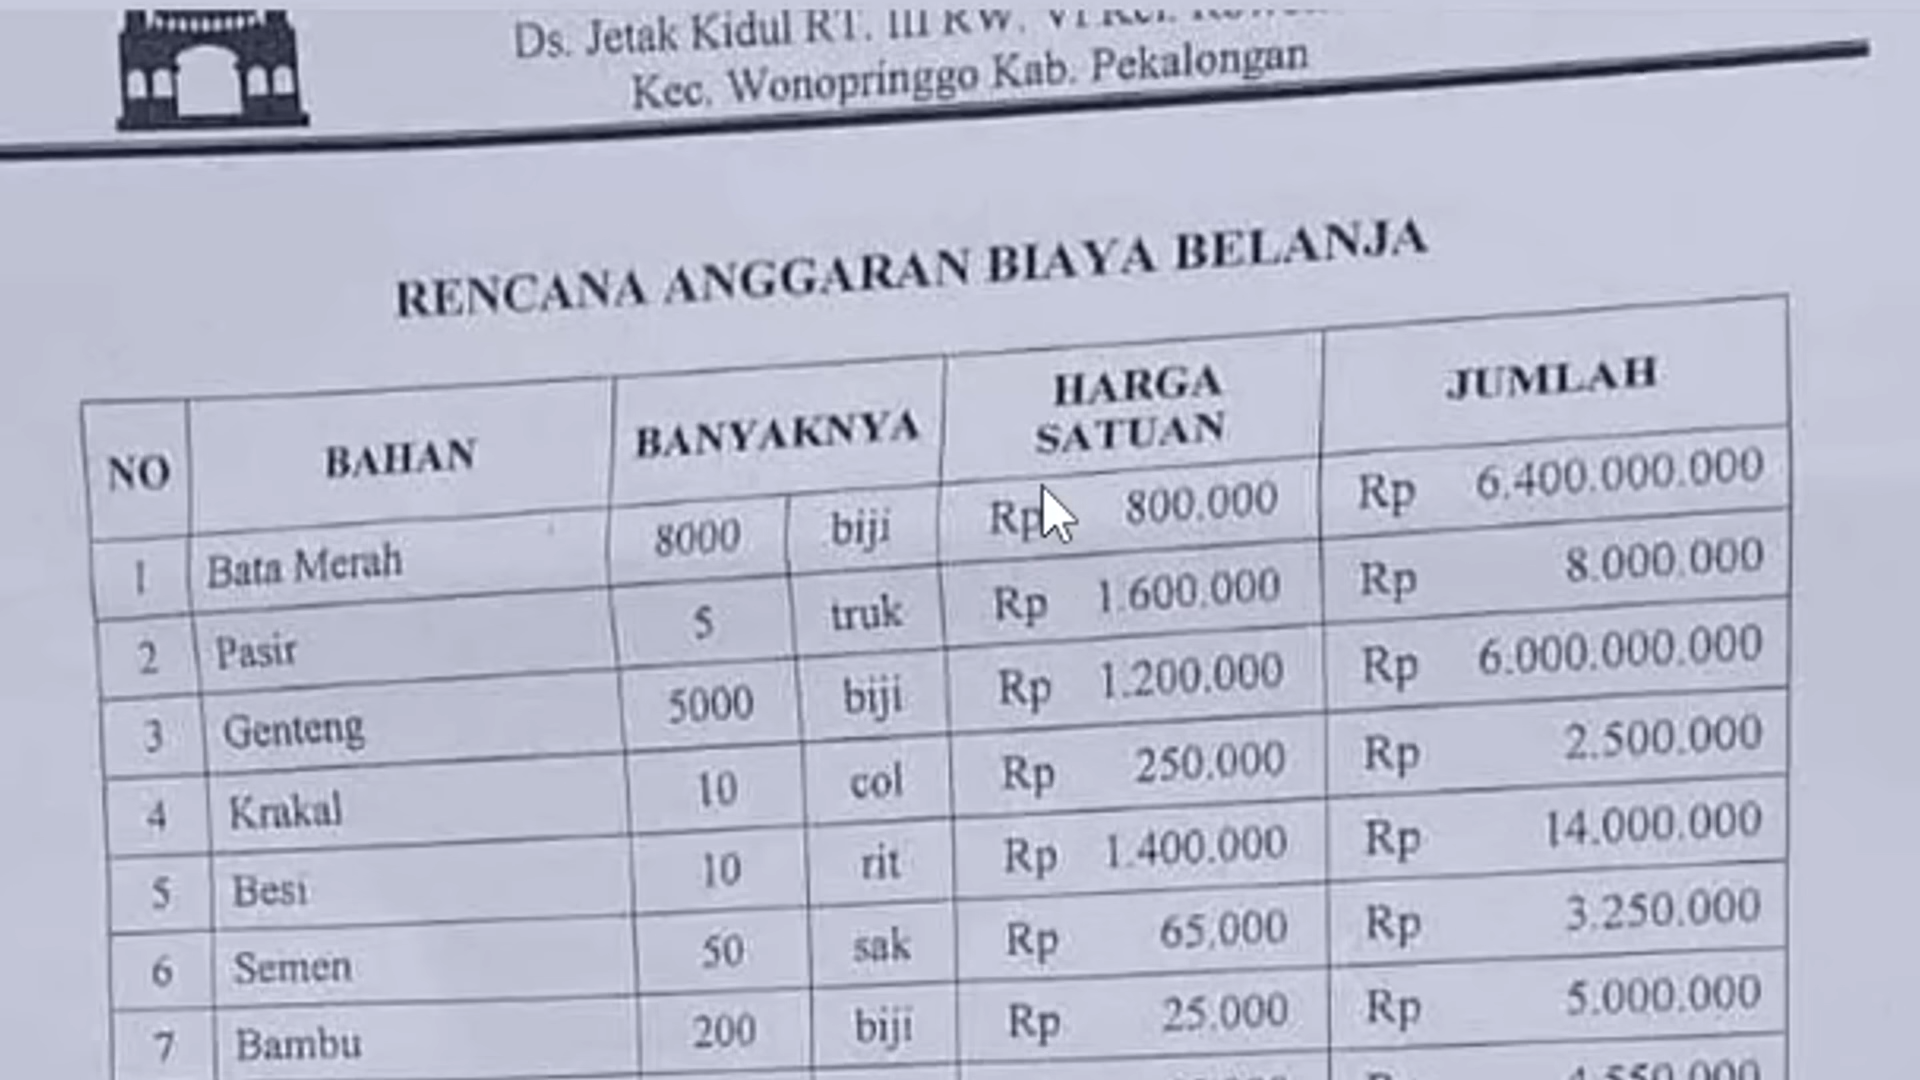 Ds. Jetak Kidul RT. III RW. VI Kel.
Kec. Wonopringgo Kab. Pekalongan
RENCANA ANGGARAN BIAYA BELANJA
NO BAHAN BANYAKNYA HARGA SATUAN JUMLAH
1 Bata Merah 8000 biji Rp 800.000 Rp 6.400.000.000
2 Pasir 5 truk Rp 1.600.000 Rp 8.000.000
3 Genteng 5000 biji Rp 1.200.000 Rp 6.000.000.000
4 Krakal 10 col Rp 250.000 Rp 2.500.000
5 Besi 10 rit Rp 1.400.000 Rp 14.000.000
6 Semen 50 sak Rp 65.000 Rp 3.250.000
7 Bambu 200 biji Rp 25.000 Rp 5.000.000